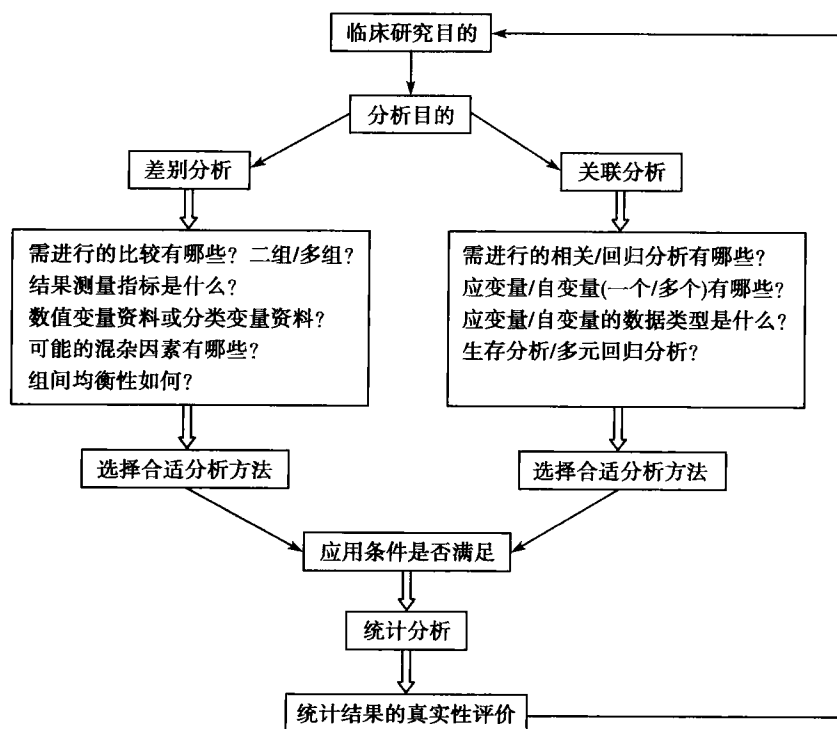 临床研究目的
分析目的
差别分析
关联分析
需进行的比较有哪些？二组/多组？
结果测量指标是什么？
数值变量资料或分类变量资料？
可能的混杂因素有哪些？
组间均衡性如何？
需进行的相关/回归分析有哪些？
应变量/自变量(一个/多个)有哪些？
应变量/自变量的数据类型是什么？
生存分析/多元回归分析？
选择合适分析方法
选择合适分析方法
应用条件是否满足
统计分析
统计结果的真实性评价